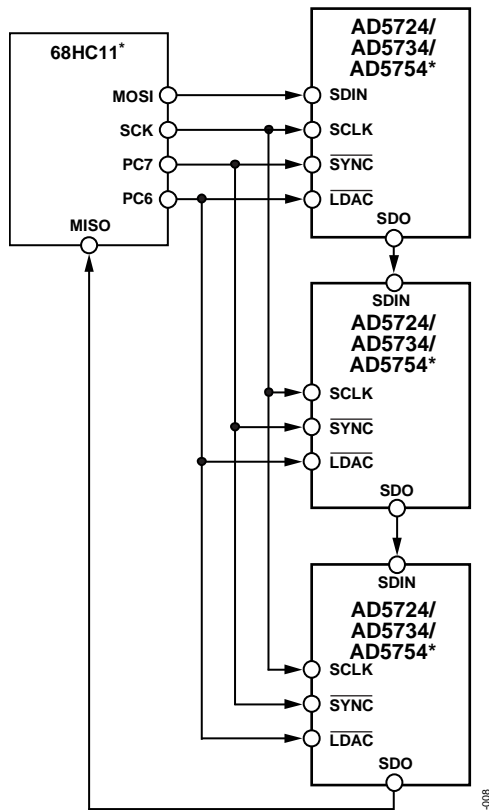 68HC11*
MOSI
SCK
PC7
PC6
MISO
AD5724/
AD5734/
AD5754*
SDIN
SCLK
SYNC
LDAC
SDO
SDIN
AD5724/
AD5734/
AD5754*
SCLK
SYNC
LDAC
SDO
SDIN
AD5724/
AD5734/
AD5754*
SCLK
SYNC
LDAC
SDO
-008